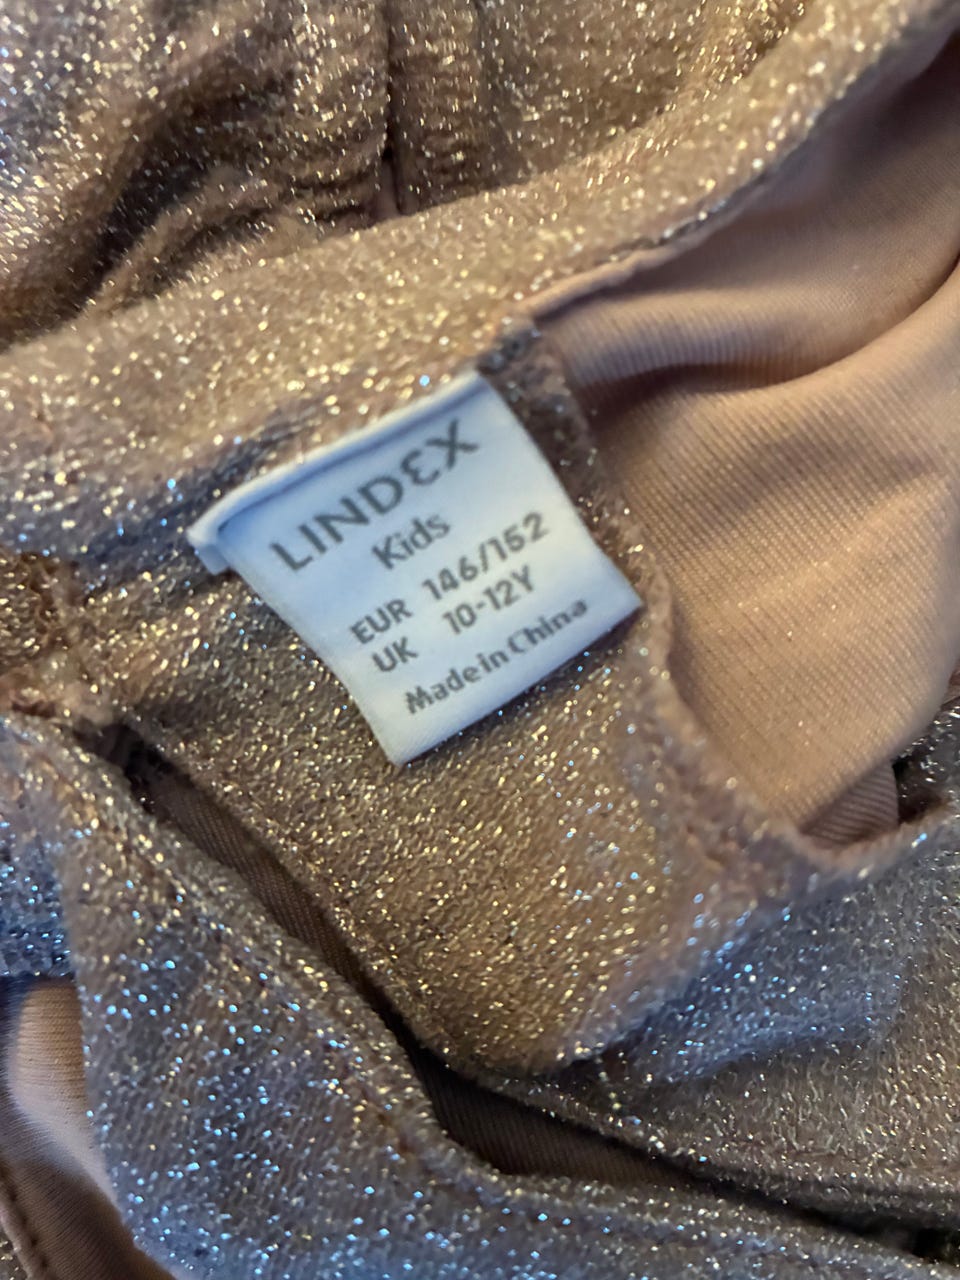 LINDEX
Kids
EUR 146/152
UK 10-12Y
Made in China